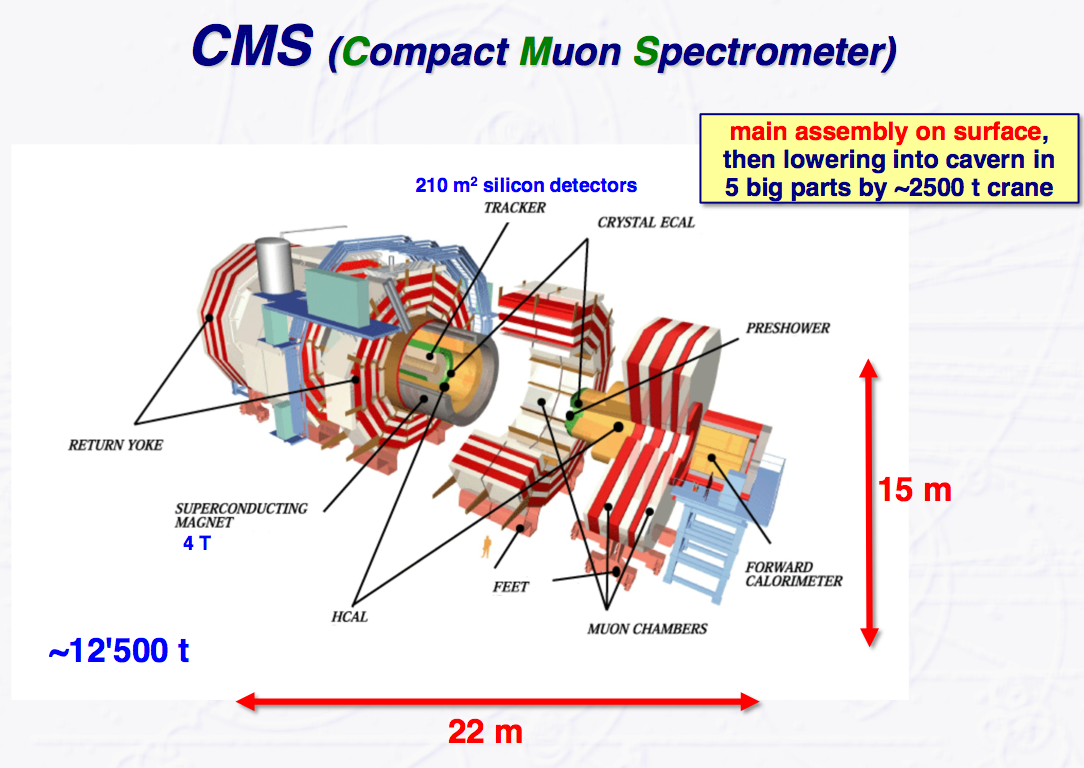 CMS (Compact Muon Spectrometer)
main assembly on surface,
then lowering into cavern in
5 big parts by ~2500 t crane
210 m² silicon detectors
TRACKER
CRYSTAL ECAL
PRESHOWER
RETURN YOKE
15 m
SUPERCONDUCTING
MAGNET
4 T
FORWARD
CALORIMETER
FEET
HCAL
MUON CHAMBERS
~12'500 t
22 m